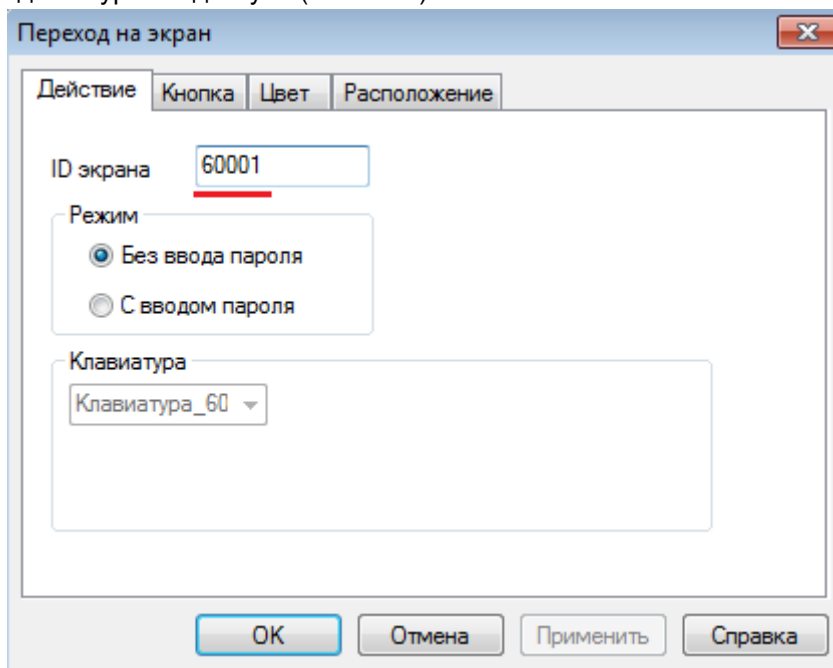 Переход на экран
Действие Кнопка Цвет Расположение
ID экрана 60001
Режим
Без ввода пароля
С вводом пароля
Клавиатура
Клавиатура_60
OK Отмена Применить Справка